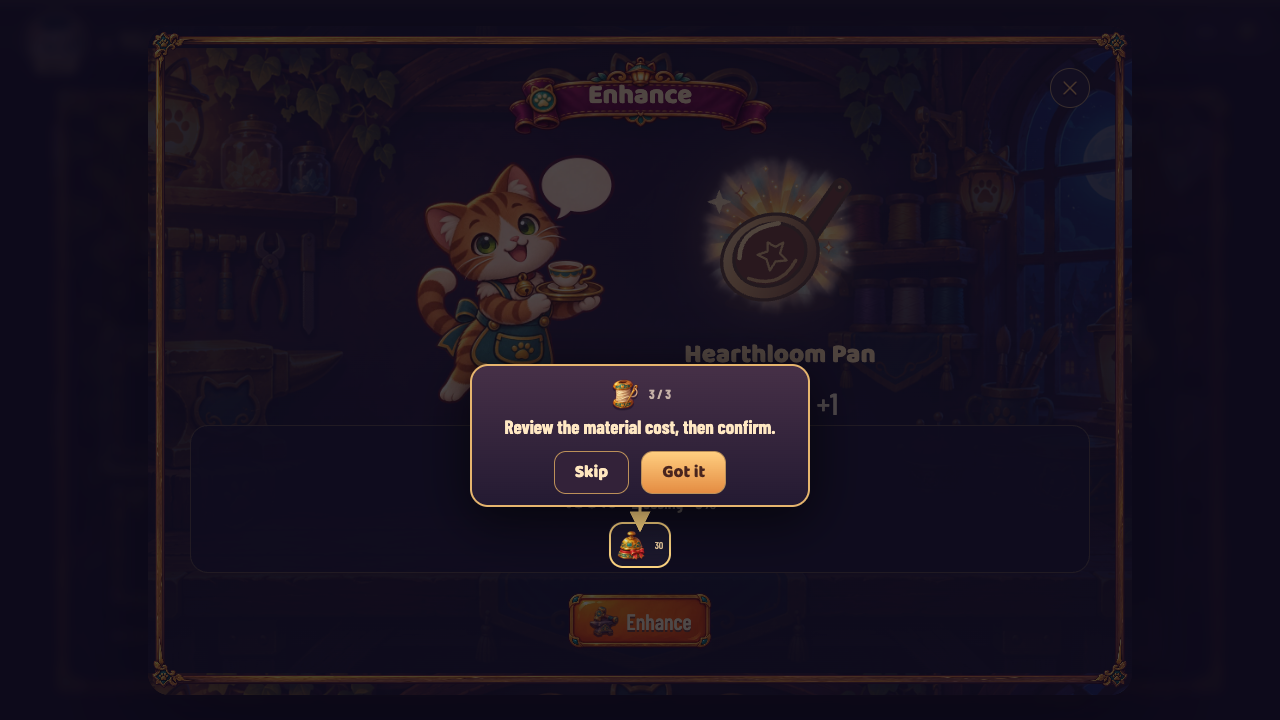 Enhance
Hearthloom Pan
+1
3 / 3
Review the material cost, then confirm.
Skip
Got it
30
Enhance